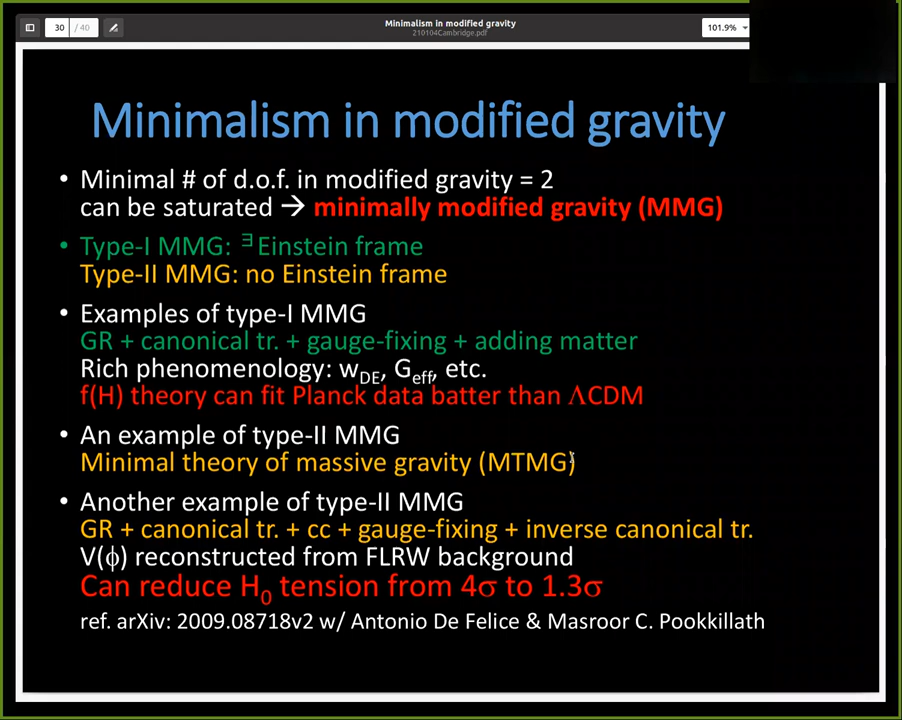 30 / 40
Minimalism in modified gravity
210104Cambridge.pdf
101.9%
Minimalism in modified gravity
• Minimal # of d.o.f. in modified gravity = 2
can be saturated → minimally modified gravity (MMG)
• Type-I MMG: ∃Einstein frame
Type-II MMG: no Einstein frame
• Examples of type-I MMG
GR + canonical tr. + gauge-fixing + adding matter
Rich phenomenology: wDE, Geff, etc.
f(H) theory can fit Planck data batter than ΛCDM
• An example of type-II MMG
Minimal theory of massive gravity (MTMG)
• Another example of type-II MMG
GR + canonical tr. + cc + gauge-fixing + inverse canonical tr.
V(ϕ) reconstructed from FLRW background
Can reduce H0 tension from 4σ to 1.3σ
ref. arXiv: 2009.08718v2 w/ Antonio De Felice & Masroor C. Pookkillath